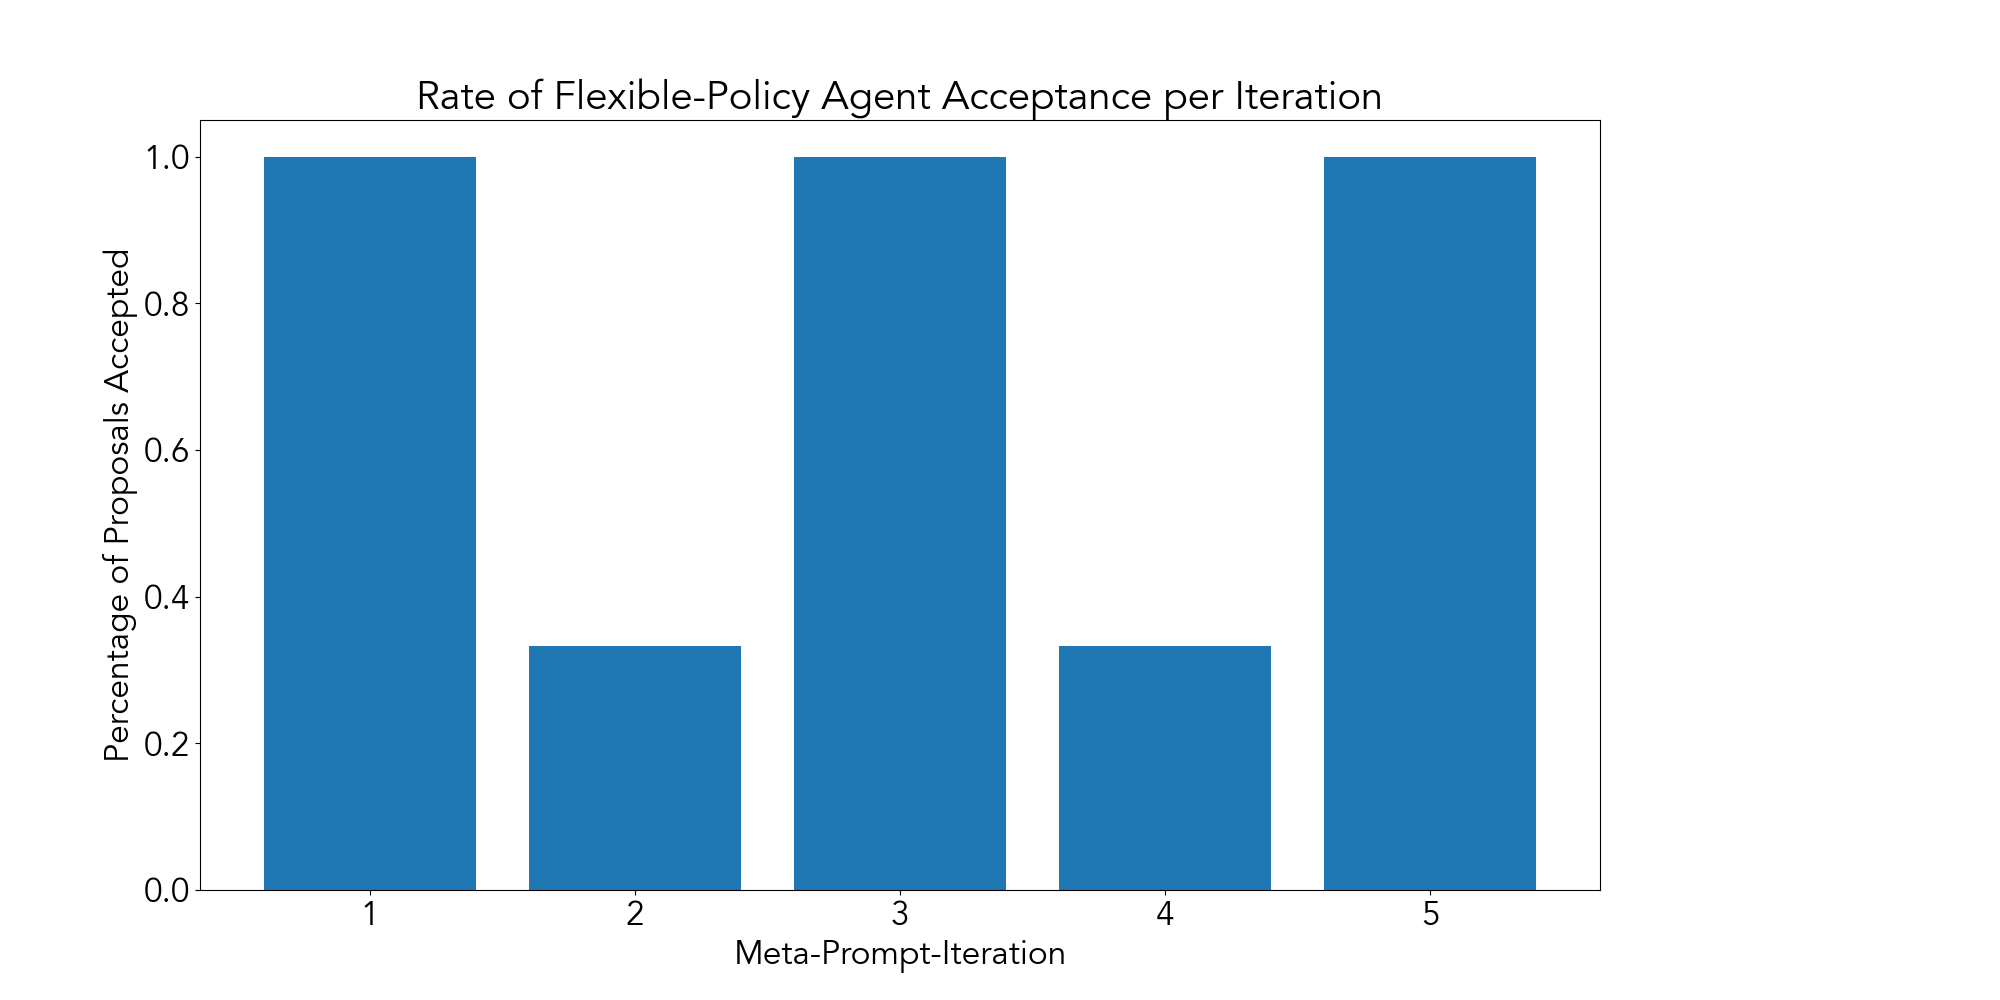 Rate of Flexible-Policy Agent Acceptance per Iteration
Percentage of Proposals Accepted
1.0
0.8
0.6
0.4
0.2
0.0
1 2 3 4 5
Meta-Prompt-Iteration